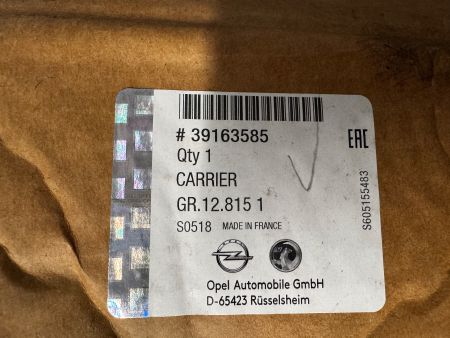 # 39163585
Qty 1
CARRIER
GR.12.815 1
S0518 MADE IN FRANCE
Opel Automobile GmbH
D-65423 Rüsselsheim
EAC
S605155483